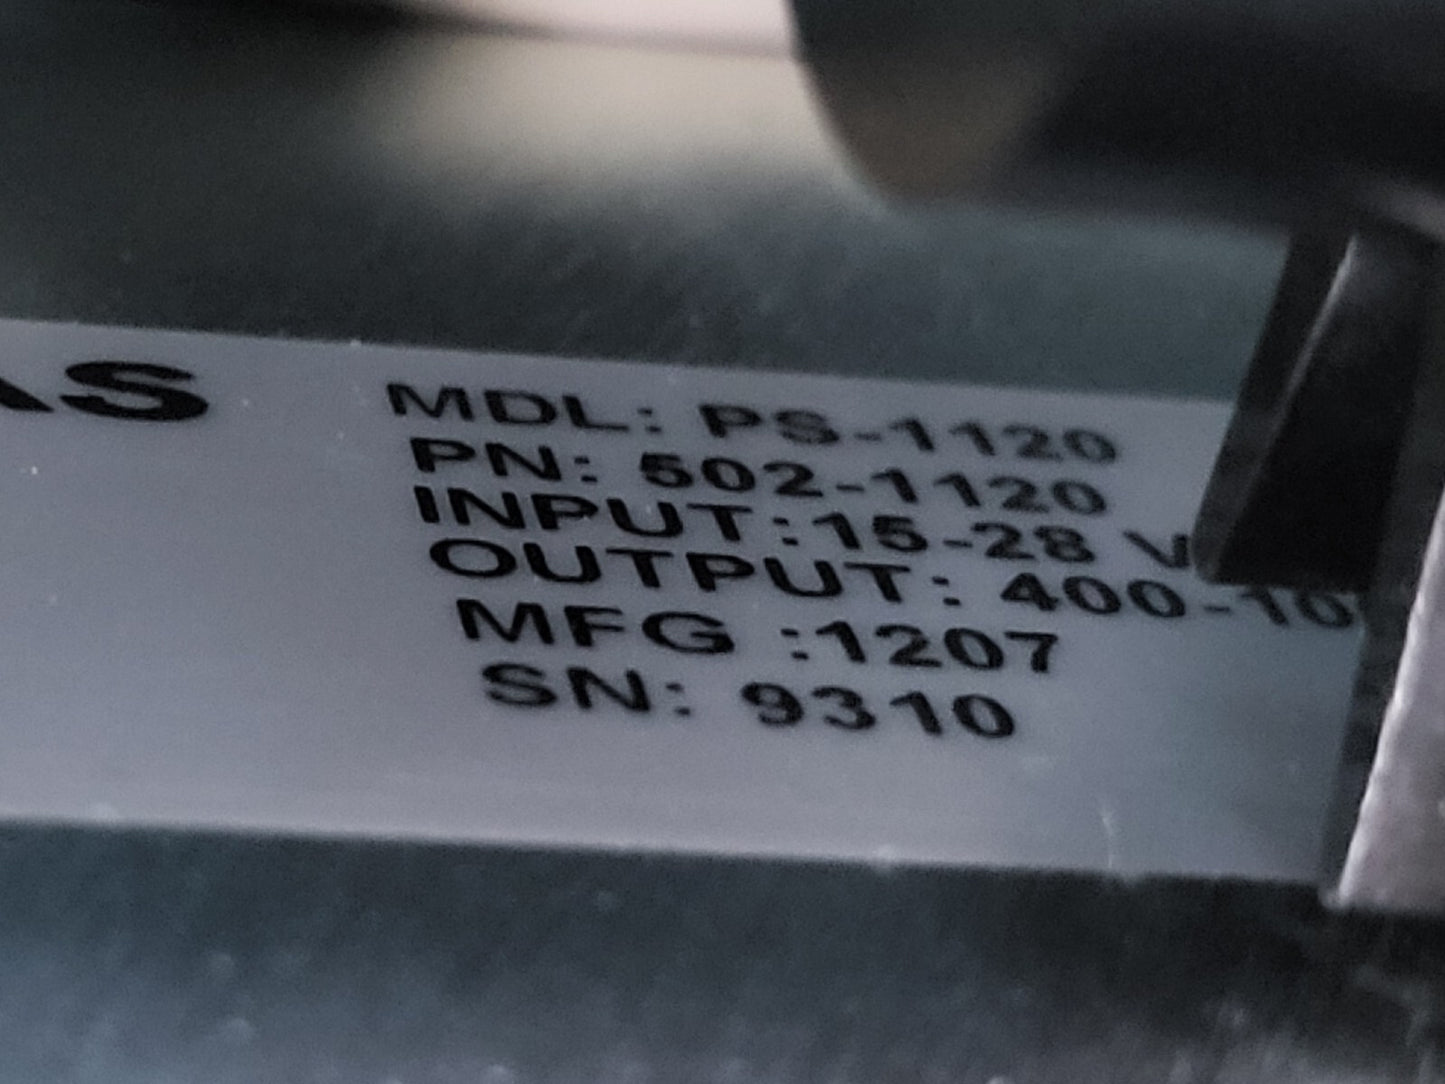 AS
MDL: PS-1120
PN: 502-1120
INPUT:15-28 V
OUTPUT: 400-10
MFG :1207
SN: 9310